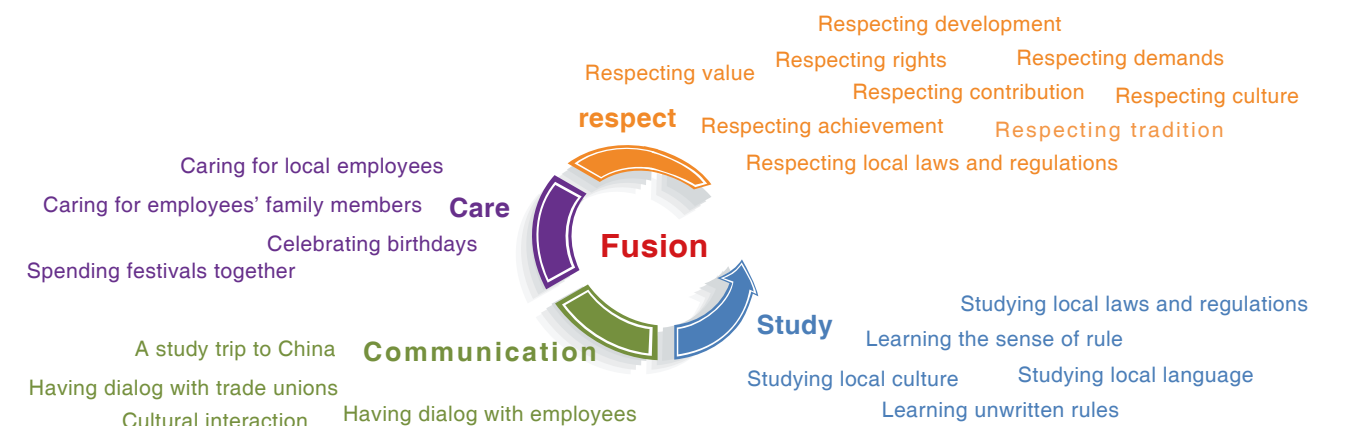 Respecting development
Respecting rights
Respecting demands
Respecting value
Respecting contribution
Respecting culture
respect
Respecting achievement
Respecting tradition
Respecting local laws and regulations
Caring for local employees
Caring for employees’ family members
Care
Celebrating birthdays
Spending festivals together
Fusion
Study
Studying local laws and regulations
Learning the sense of rule
Studying local culture
Studying local language
Learning unwritten rules
Communication
A study trip to China
Having dialog with trade unions
Cultural interaction
Having dialog with employees